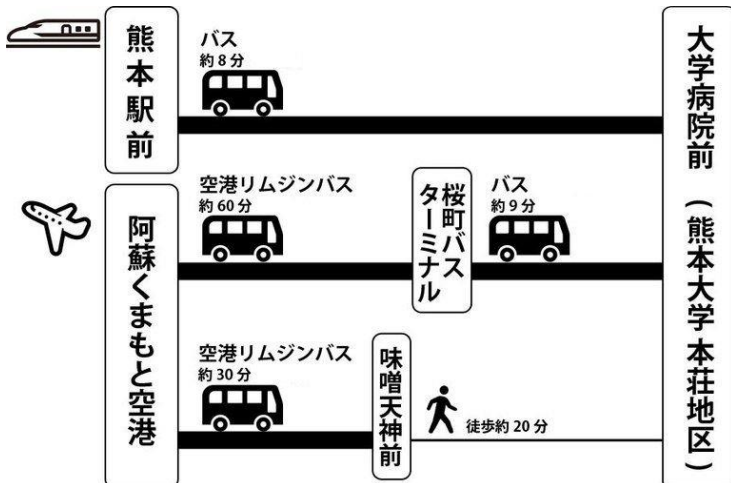 熊本駅前
バス
約8分
大学病院前(熊本大学本荘地区)
阿蘇くまもと空港
空港リムジンバス
約60分
桜町バス
ターミナル
バス
約9分
空港リムジンバス
約30分
味噌天神前
徒歩約20分